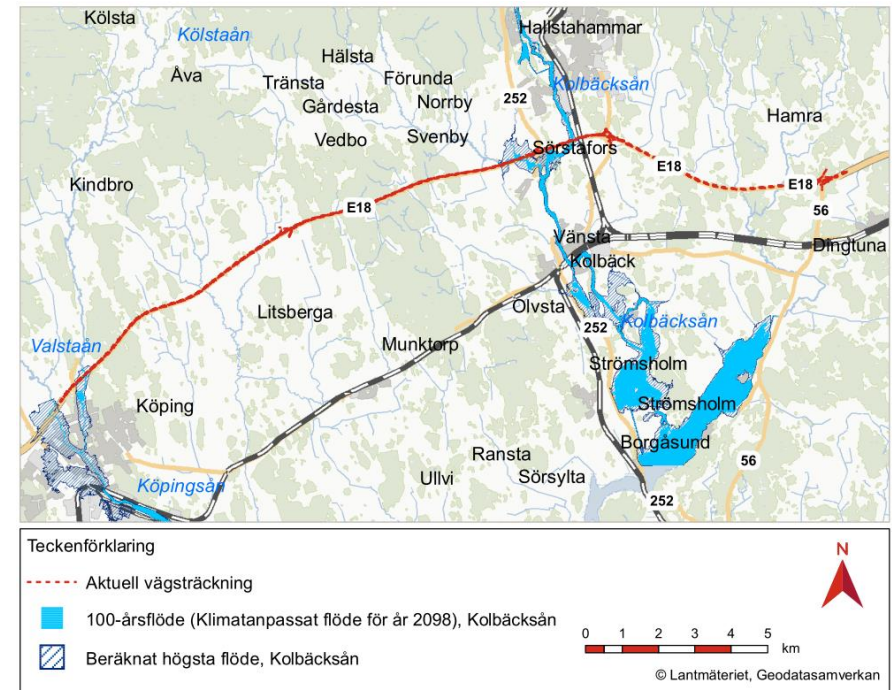 Kölsta
Kölstaån
Hallstahammar
Hälsta
Åva
Tränsta
Förunda
Kolbäcksån
Gårdesta
Norrby
252
Hamra
Vedbo
Svenby
Sörstafors
E18
Kindbro
E18
E18
56
Vänsta
Dingtuna
Kolbäck
Litsberga
Ölvsta
252
Kolbäcksån
Valstaån
Munktorp
Strömsholm
Köping
Strömsholm
Borgåsund
Ransta
56
Köpingsån
Ullvi
Sörsylta
252
Teckenförklaring
Aktuell vägsträckning
100-årsflöde (Klimatanpassat flöde för år 2098), Kolbäcksån
Beräknat högsta flöde, Kolbäcksån
N
0 1 2 3 4 5
km
© Lantmäteriet, Geodatasamverkan